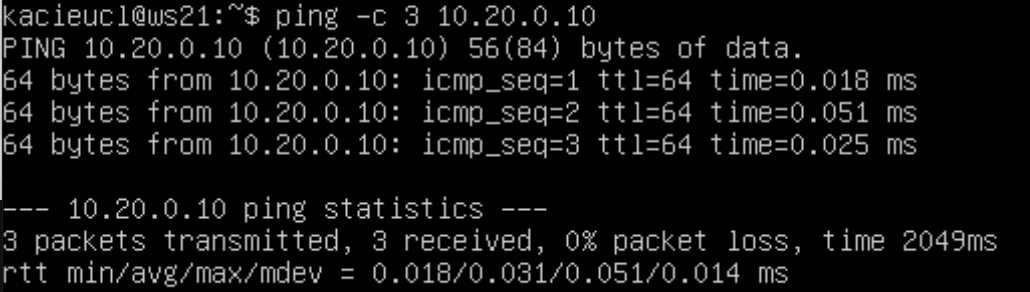 kacieucl@ws21:~$ ping -c 3 10.20.0.10
PING 10.20.0.10 (10.20.0.10) 56(84) bytes of data.
64 bytes from 10.20.0.10: icmp_seq=1 ttl=64 time=0.018 ms
64 bytes from 10.20.0.10: icmp_seq=2 ttl=64 time=0.051 ms
64 bytes from 10.20.0.10: icmp_seq=3 ttl=64 time=0.025 ms
--- 10.20.0.10 ping statistics ---
3 packets transmitted, 3 received, 0% packet loss, time 2049ms
rtt min/avg/max/mdev = 0.018/0.031/0.051/0.014 ms